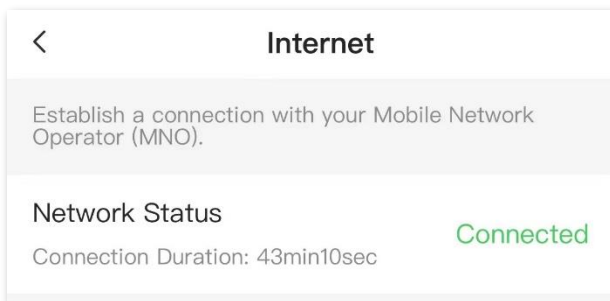 Internet
Establish a connection with your Mobile Network
Operator (MNO).
Network Status
Connected
Connection Duration: 43min10sec